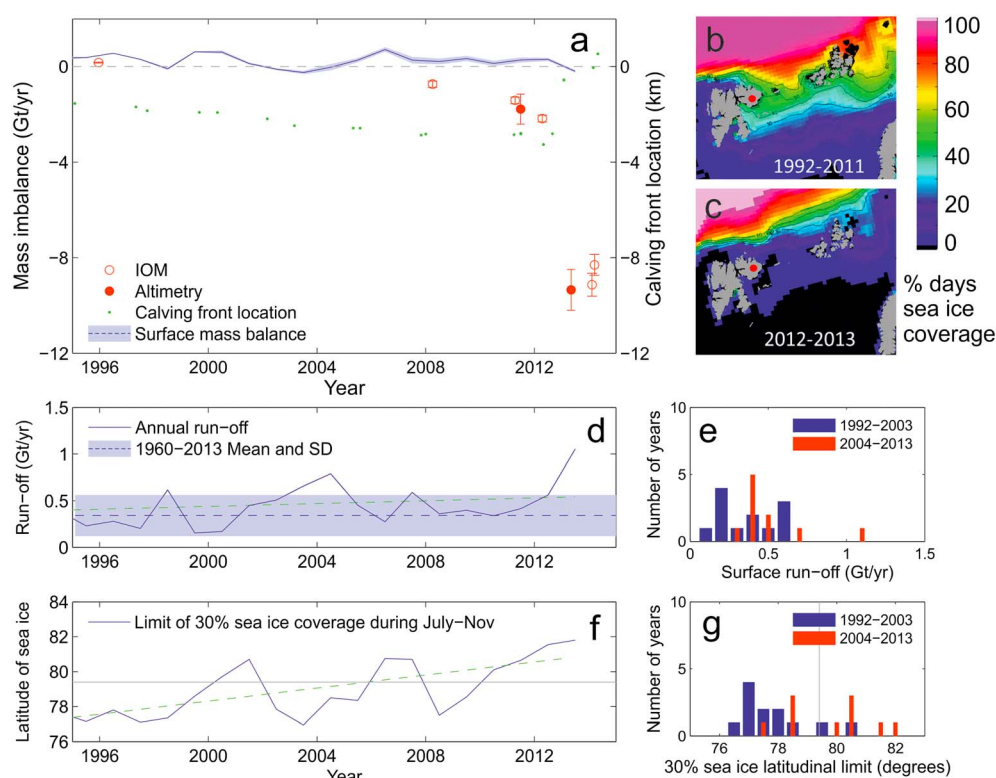 a
0
−4
−8
−12
Mass imbalance (Gt/yr)
0
−4
−8
−12
Calving front location (km)
IOM
Altimetry
Calving front location
Surface mass balance
1996
2000
2004
2008
2012
Year
b
1992-2011
c
2012-2013
100
80
60
40
20
0
% days
sea ice
coverage
d
1.5
1
0.5
0
Run-off (Gt/yr)
Annual run-off
1960−2013 Mean and SD
1996
2000
2004
2008
2012
e
10
5
0
Number of years
1992−2003
2004−2013
0
0.5
1
1.5
Surface run-off (Gt/yr)
f
84
82
80
78
76
Latitude of sea ice
Limit of 30% sea ice coverage during July−Nov
1996
2000
2004
2008
2012
Year
g
10
5
0
Number of years
1992−2003
2004−2013
76
78
80
82
30% sea ice latitudinal limit (degrees)